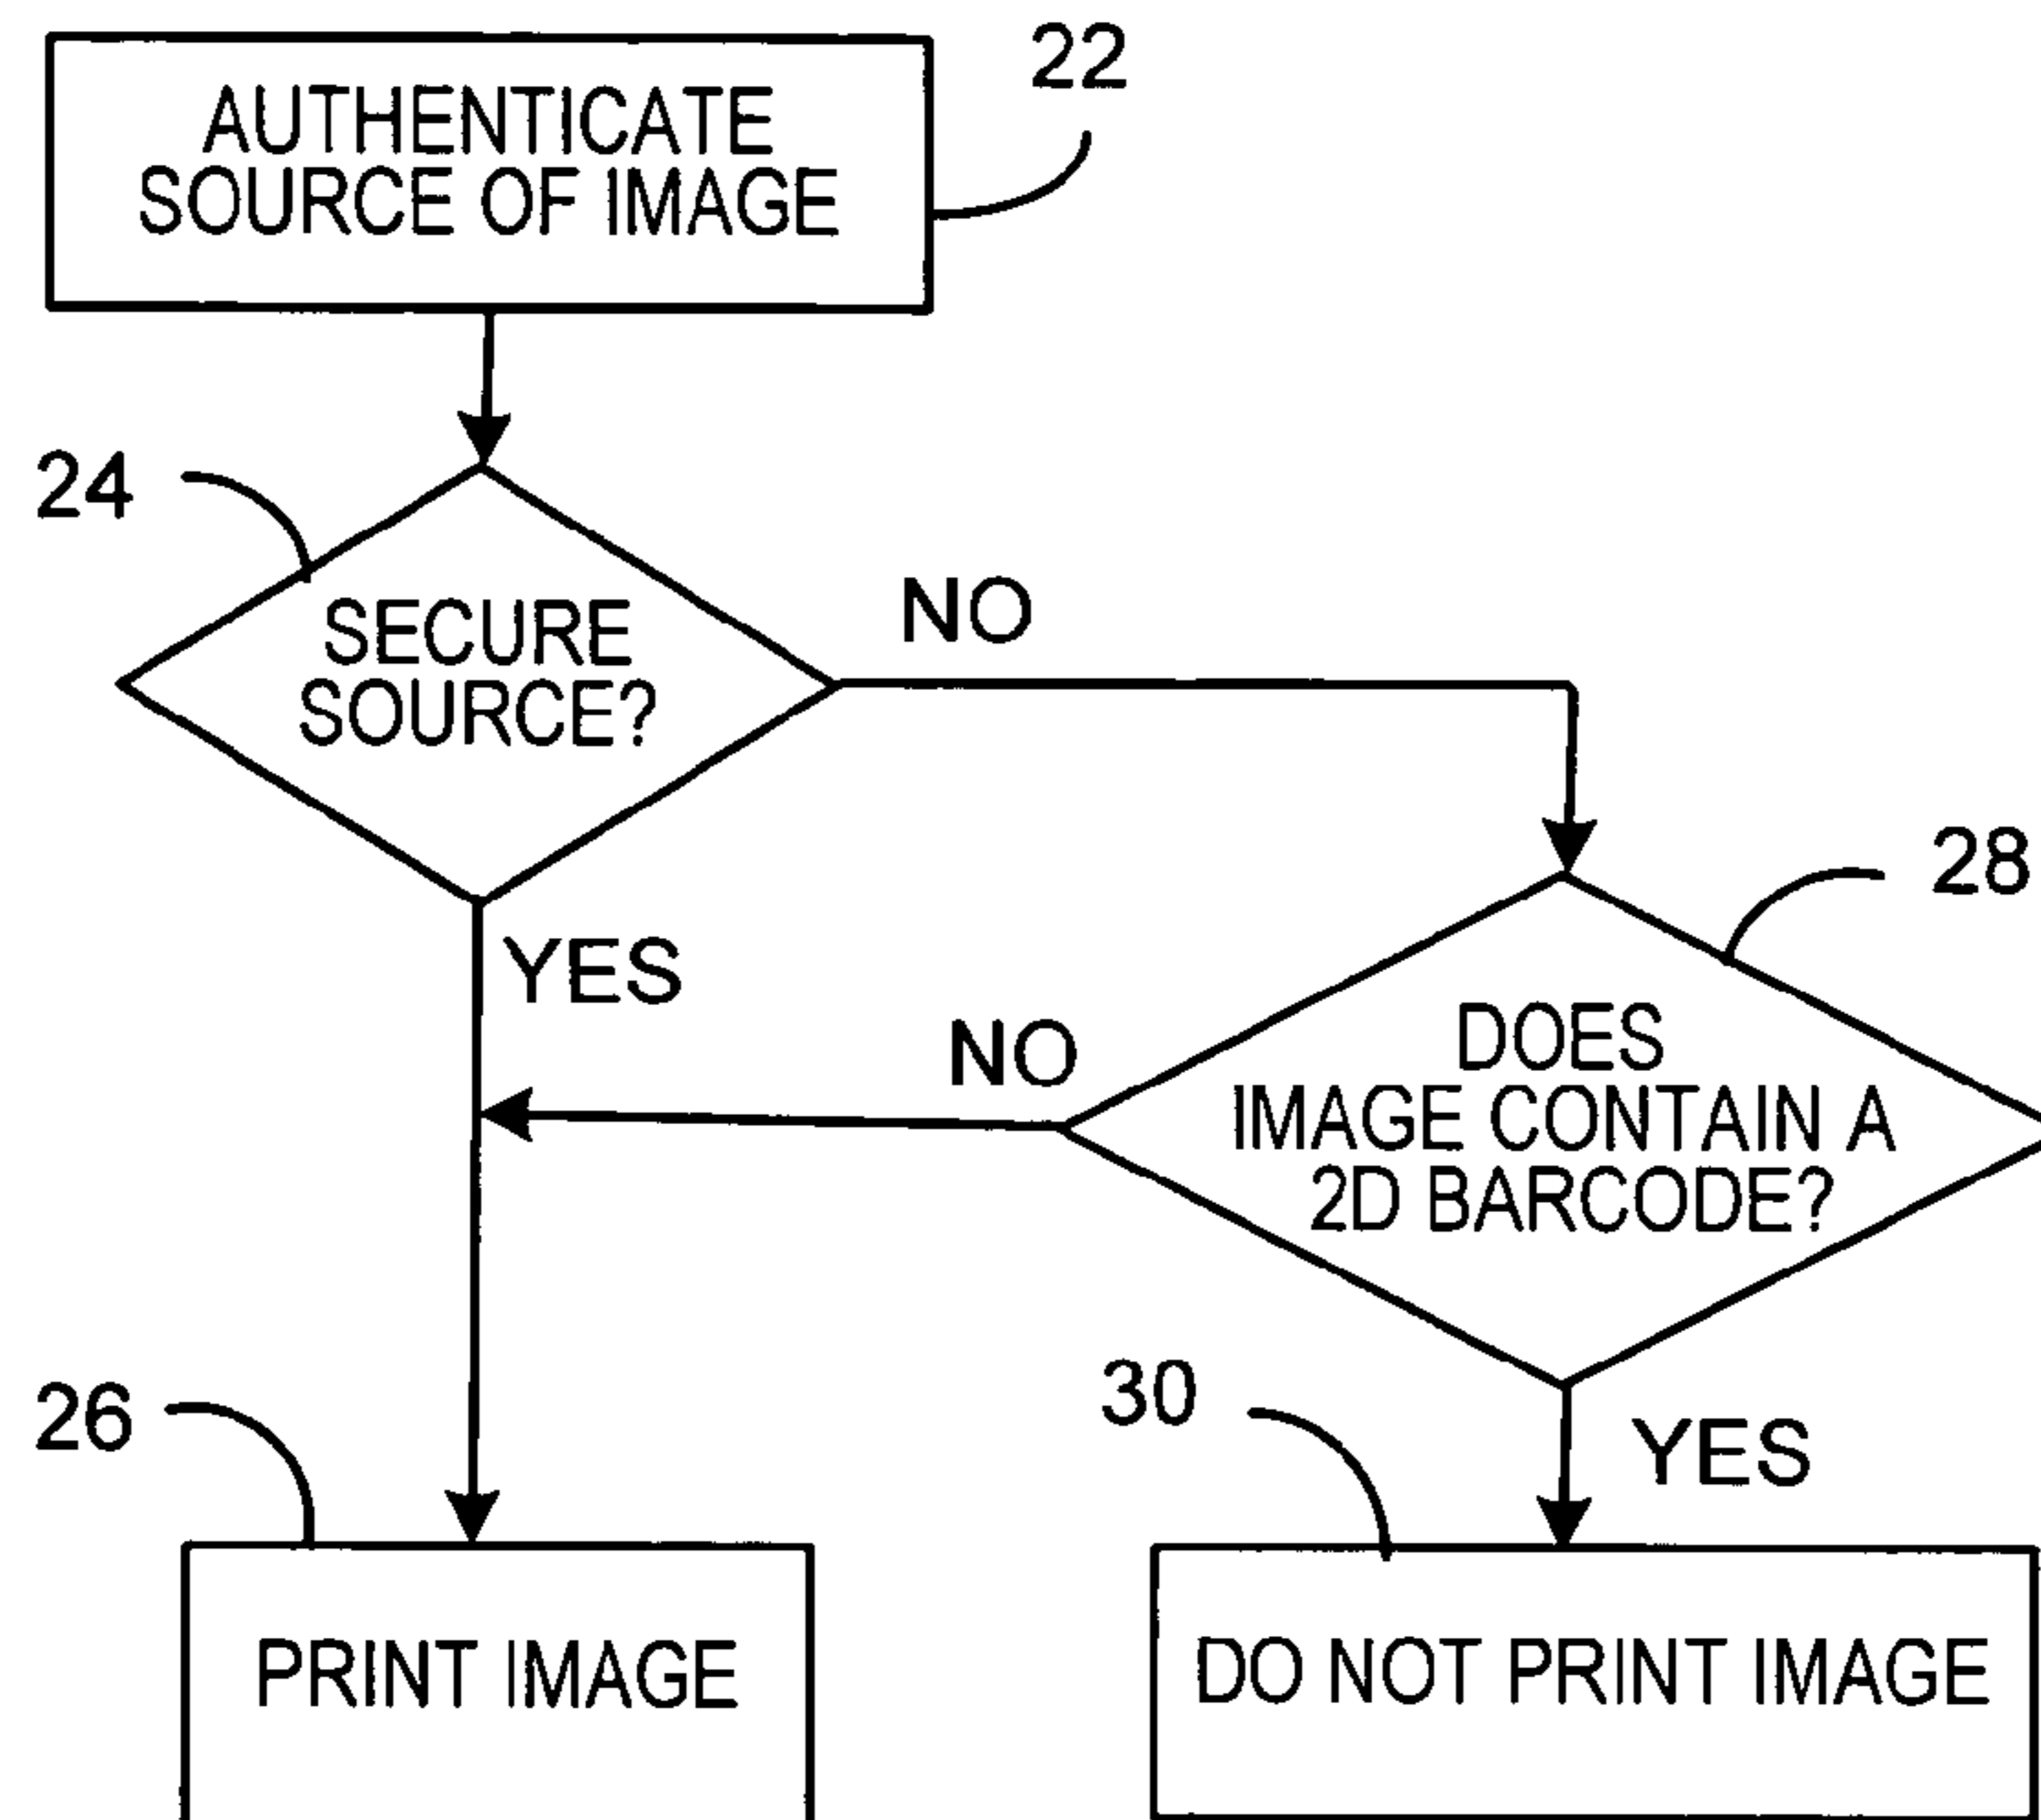 AUTHENTICATE
SOURCE OF IMAGE
22
24
SECURE
SOURCE?
NO
YES
28
DOES
IMAGE CONTAIN A
2D BARCODE?
NO
26
30
YES
PRINT IMAGE
DO NOT PRINT IMAGE